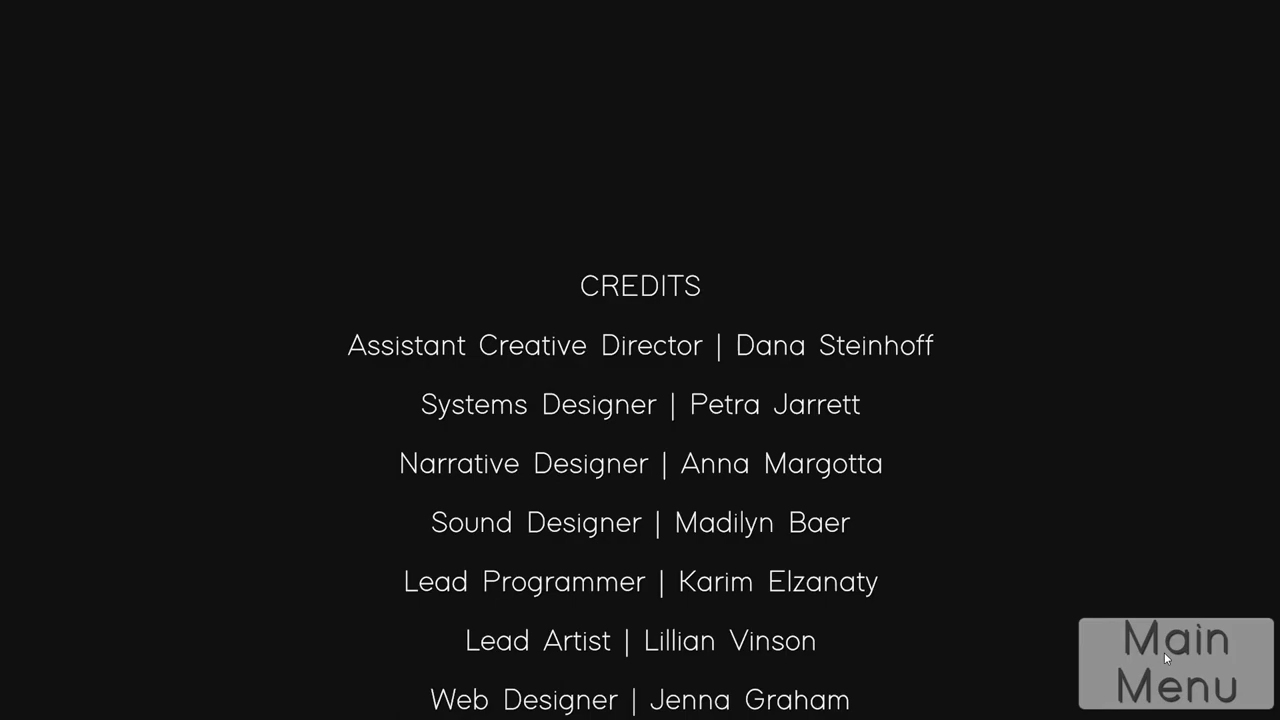 CREDITS
Assistant Creative Director | Dana Steinhoff
Systems Designer | Petra Jarrett
Narrative Designer | Anna Margotta
Sound Designer | Madilyn Baer
Lead Programmer | Karim Elzanaty
Lead Artist | Lillian Vinson
Web Designer | Jenna Graham
Main
Menu